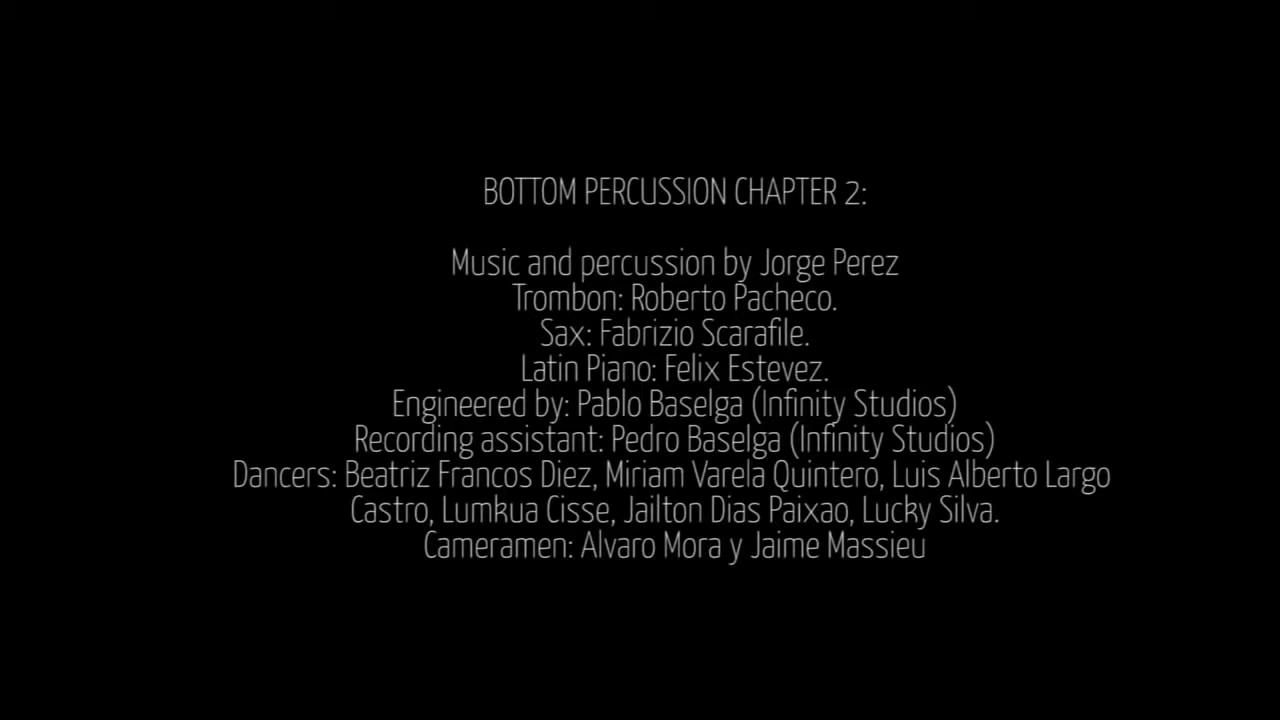 BOTTOM PERCUSSION CHAPTER 2:
Music and percussion by Jorge Perez
Trombon: Roberto Pacheco.
Sax: Fabrizio Scarafile.
Latin Piano: Felix Estevez.
Engineered by: Pablo Baselga (Infinity Studios)
Recording assistant: Pedro Baselga (Infinity Studios)
Dancers: Beatriz Francos Diez, Miriam Varela Quintero, Luis Alberto Largo
Castro, Lumkua Cisse, Jailton Dias Paixao, Lucky Silva.
Cameramen: Alvaro Mora y Jaime Massieu